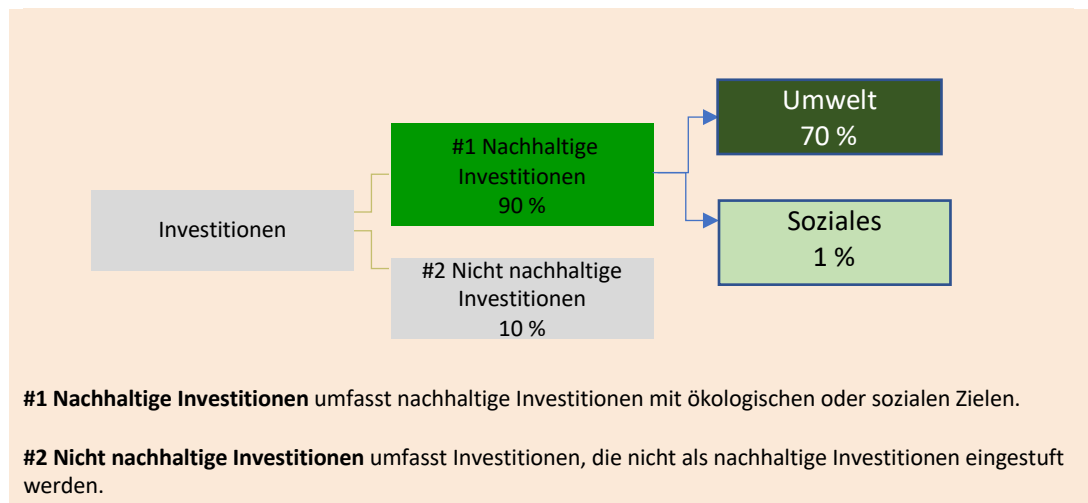 Investitionen
#1 Nachhaltige
Investitionen
90 %
#2 Nicht nachhaltige
Investitionen
10 %
Umwelt
70 %
Soziales
1 %
#1 Nachhaltige Investitionen umfasst nachhaltige Investitionen mit ökologischen oder sozialen Zielen.
#2 Nicht nachhaltige Investitionen umfasst Investitionen, die nicht als nachhaltige Investitionen eingestuft
werden.